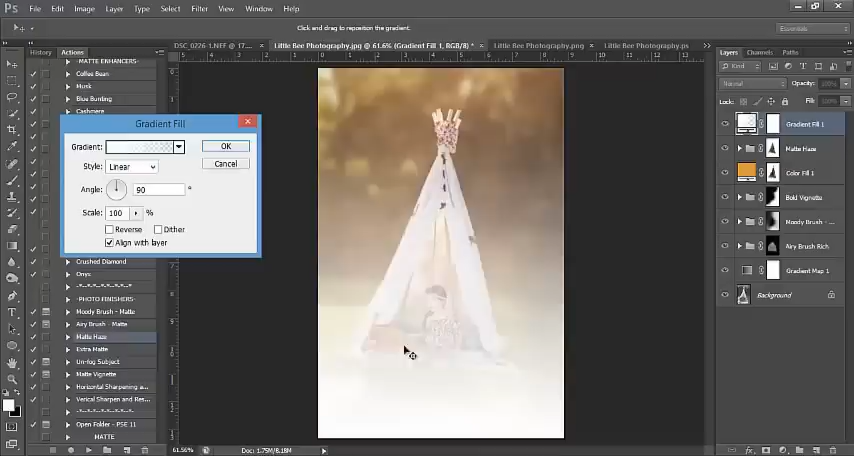 Ps File Edit Image Layer Type Select Filter View Window Help
Click and drag to reposition the gradient.
Essentials
History Actions
DSC_0226-1.NEF @ 17... × Little Bee Photography.jpg @ 61.6% (Gradient Fill 1, RGB/8) * × Little Bee Photography.png × Little Bee Photography.ps
Layers Channels Paths
-MATTE ENHANCERS-
Coffee Bean
Musk
Blue Bunting
Cashmere
Gradient Fill
Gradient:
OK
Style: Linear
Cancel
Angle: 90 °
Scale: 100 %
Reverse Dither
Align with layer
Crushed Diamond
Onyx
-*--*--*--*--*--*-
-PHOTO FINISHERS-
Moody Brush - Matte
Airy Brush - Matte
Matte Haze
Extra Matte
Un-fog Subject
Matte Vignette
Horizontal Sharpening a...
Verical Sharpen and Res...
Open Folder - PSE 11
MATTE
Kind
Normal Opacity:
Lock: Fill:
Gradient Fill 1
Matte Haze
Color Fill 1
Bold Vignette
Moody Brush - ...
Airy Brush Rich
Gradient Map 1
Background
61.56% Doc: 1.75M/8.18M